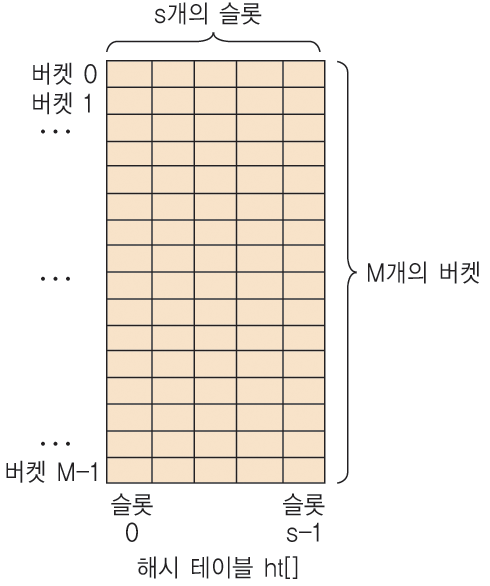 s개의 슬롯
버켓 0
버켓 1
...
...
M개의 버켓
...
버켓 M-1
슬롯 슬롯
0 s-1
해시 테이블 ht[]